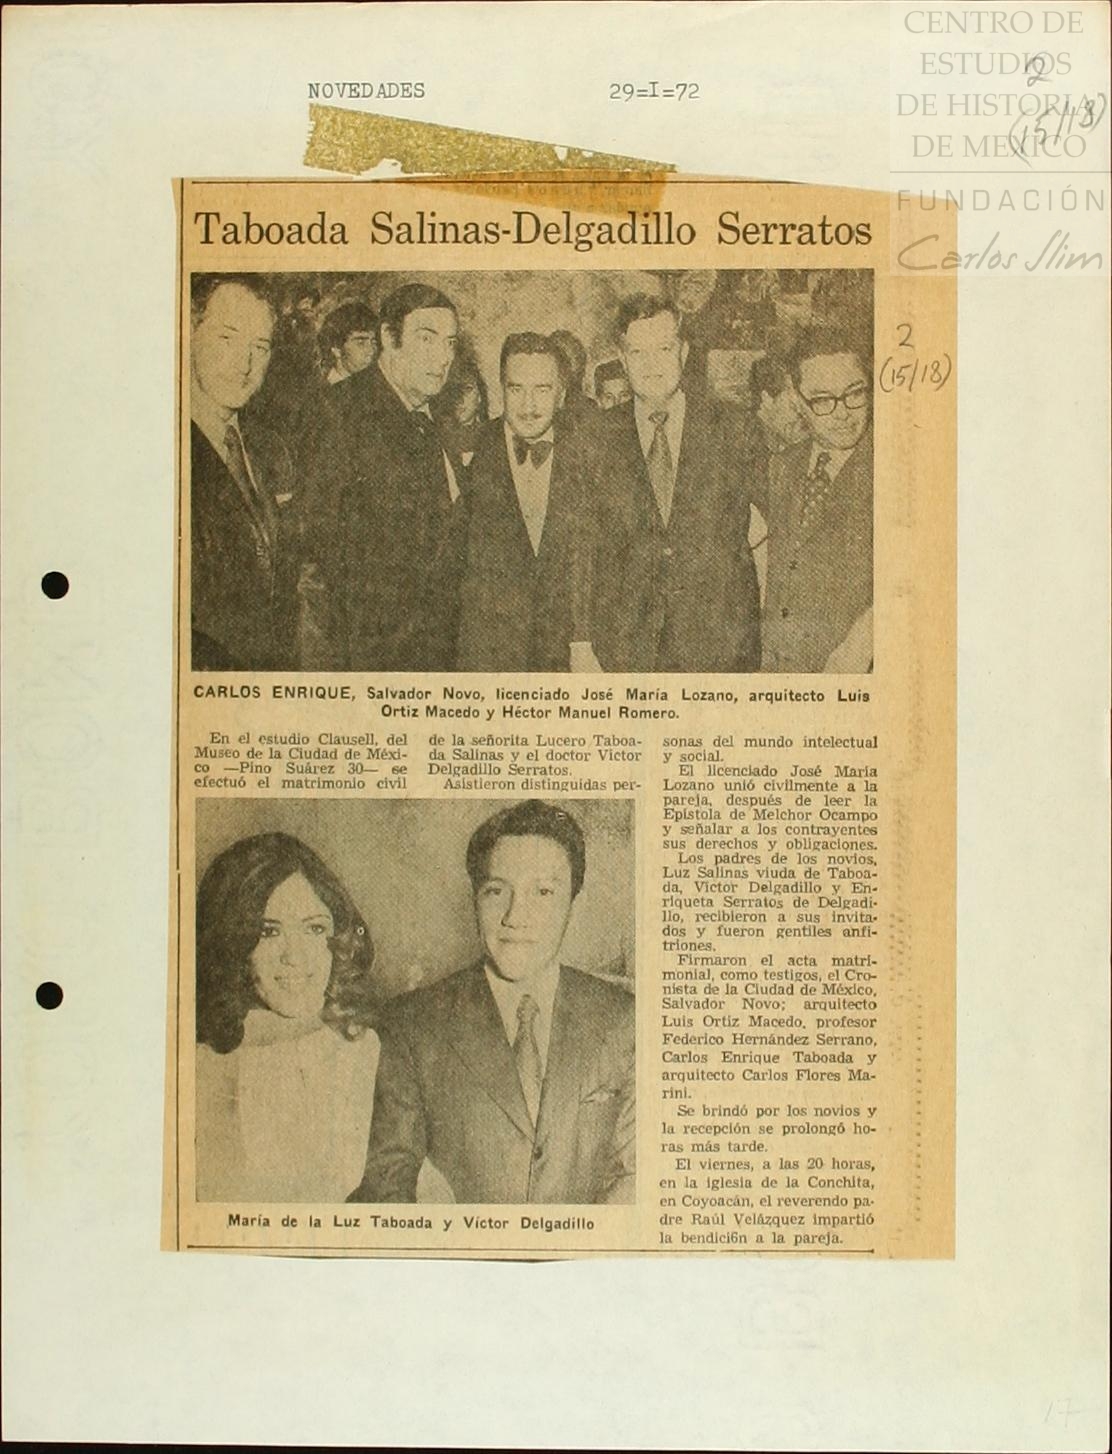 CENTRO DE
ESTUDIOS
DE HISTORIA
DE MEXICO
FUNDACIÓN
Carlos Slim
NOVEDADES 29=I=72
2
(15/18)
Taboada Salinas-Delgadillo Serratos
2
(15/18)
CARLOS ENRIQUE, Salvador Novo, licenciado José María Lozano, arquitecto Luis
Ortiz Macedo y Héctor Manuel Romero.
En el estudio Clausell, del
Museo de la Ciudad de Méxi-
co —Pino Suárez 30— se
efectuó el matrimonio civil
de la señorita Lucero Taboa-
da Salinas y el doctor Victor
Delgadillo Serratos.
Asistieron distinguidas per-
sonas del mundo intelectual
y social.
El licenciado José María
Lozano unió civilmente a la
pareja, después de leer la
Epístola de Melchor Ocampo
y señalar a los contrayentes
sus derechos y obligaciones.
Los padres de los novios,
Luz Salinas viuda de Taboa-
da, Victor Delgadillo y En-
riqueta Serratos de Delgadi-
llo, recibieron a sus invita-
dos y fueron gentiles anfi-
triones.
Firmaron el acta matri-
monial, como testigos, el Cro-
nista de la Ciudad de México,
Salvador Novo; arquitecto
Luis Ortiz Macedo, profesor
Federico Hernández Serrano,
Carlos Enrique Taboada y
arquitecto Carlos Flores Ma-
rini.
Se brindó por los novios y
la recepción se prolongó ho-
ras más tarde.
El viernes, a las 20 horas,
en la iglesia de la Conchita,
en Coyoacán, el reverendo pa-
dre Raúl Velázquez impartió
la bendición a la pareja.
María de la Luz Taboada y Víctor Delgadillo
17